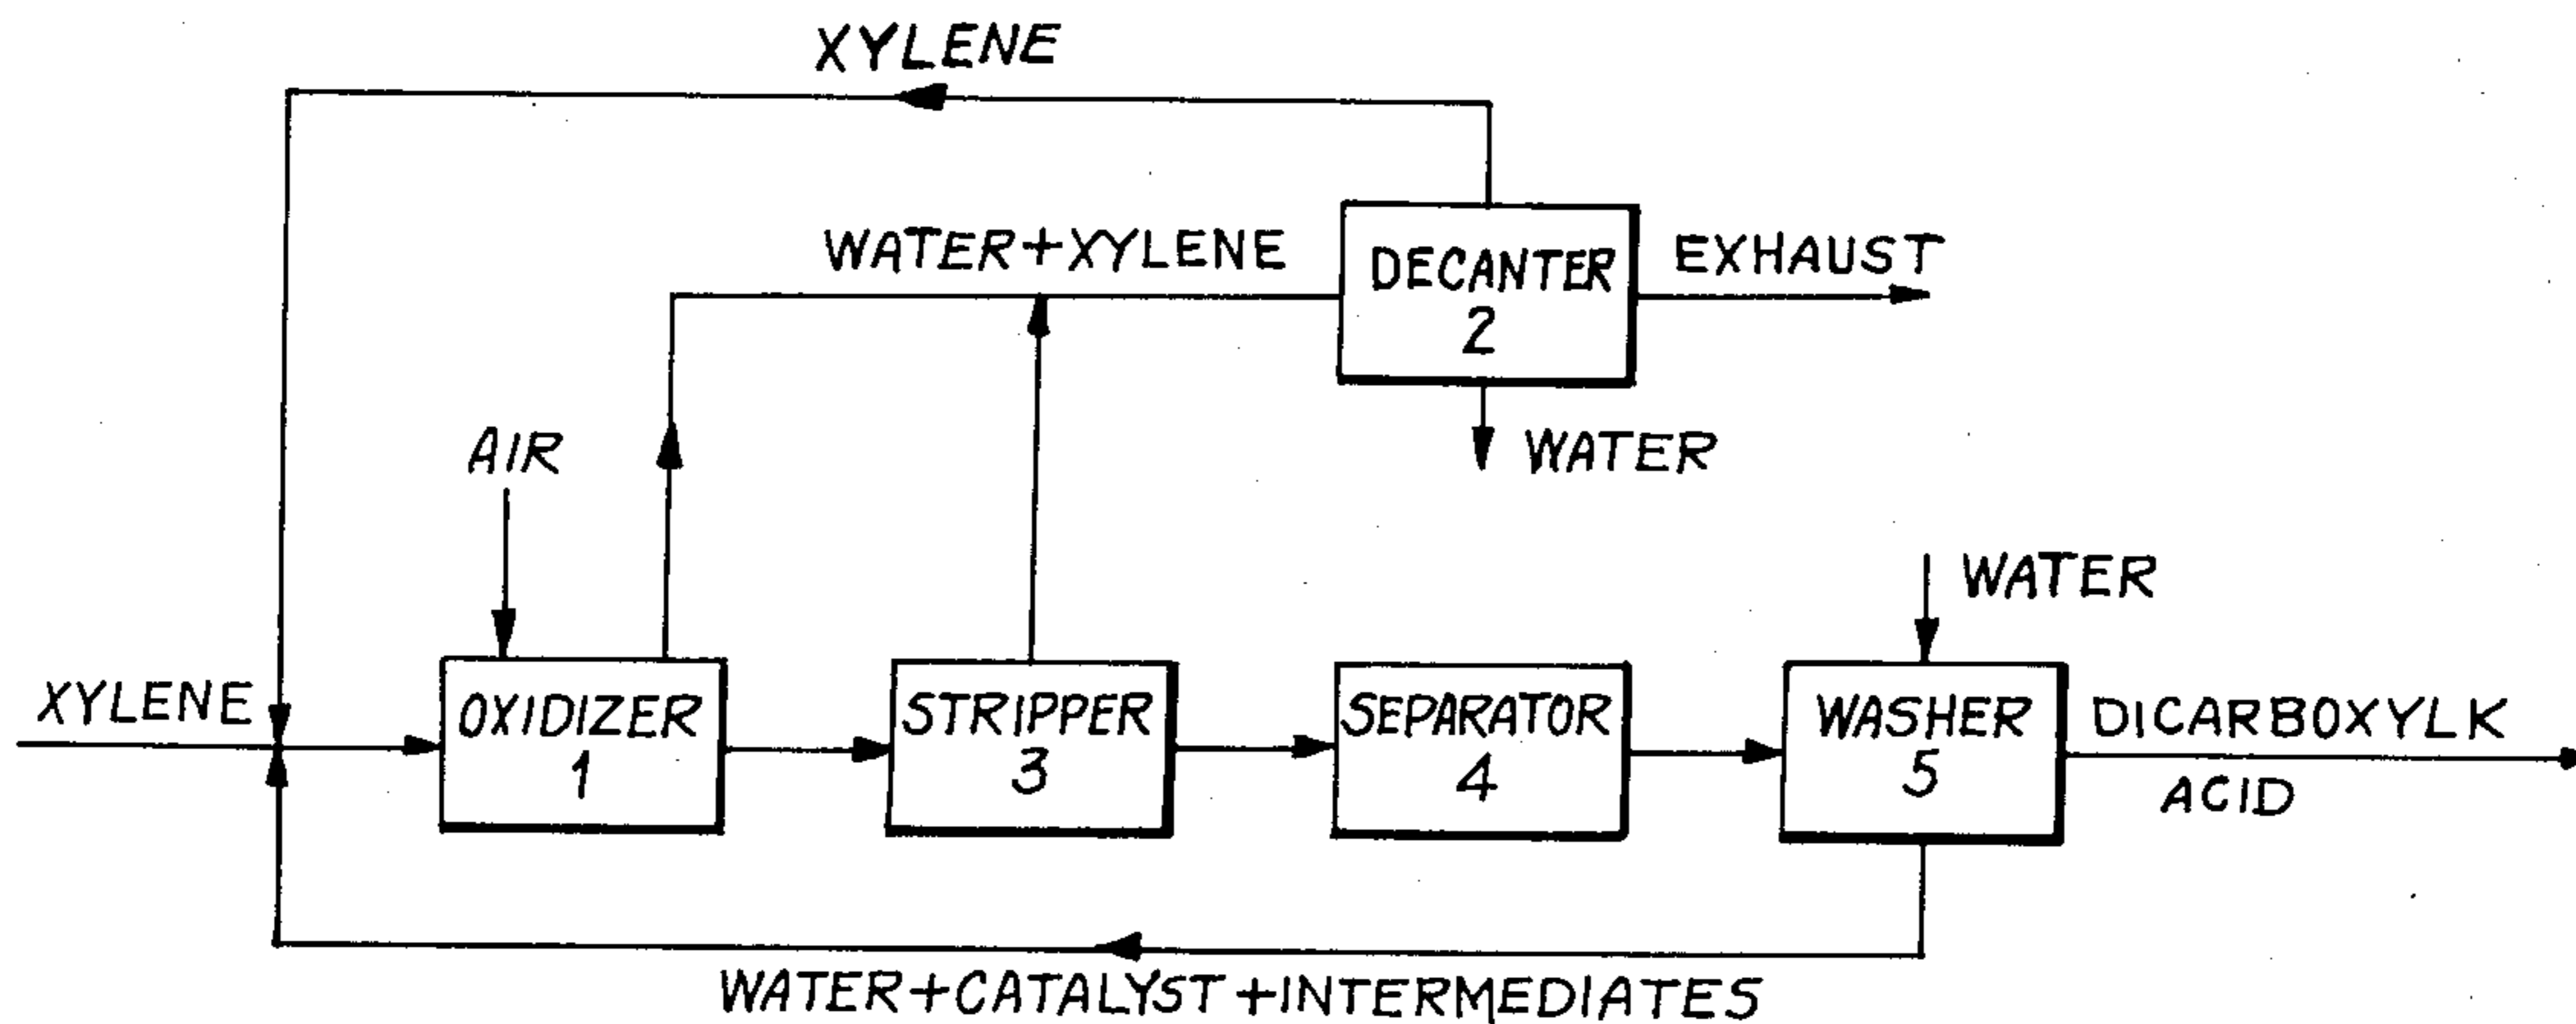 XYLENE
WATER+XYLENE
DECANTER
2
EXHAUST
WATER
AIR
WATER
XYLENE
OXIDIZER
1
STRIPPER
3
SEPARATOR
4
WASHER
5
DICARBOXYLK
ACID
WATER+CATALYST+INTERMEDIATES